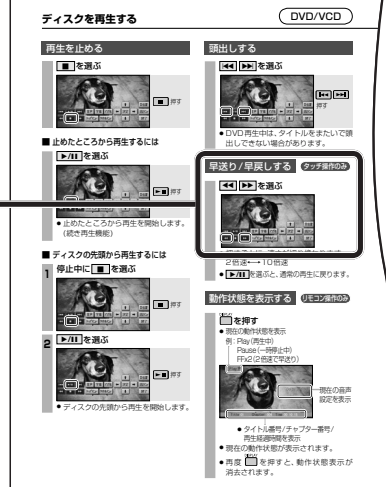 ディスクを再生する
DVD/VCD
再生を止める
■を選ぶ
■ 押す
■ 止めたところから再生するには
▶/IIを選ぶ
▶■ 押す
● 止めたところから再生を開始します。
(続き再生機能)
■ ディスクの先頭から再生するには
1 停止中に■を選ぶ
■ 押す
2 ▶/IIを選ぶ
▶■ 押す
● ディスクの先頭から再生を開始します。
頭出しする
|◀◀ ▶▶|を選ぶ
|◀◀ ▶▶| 押す
● DVD再生中は、タイトルをまたいで頭
出しできない場合があります。
早送り/早戻しする タッチ操作のみ
◀◀ ▶▶を選ぶ
2倍速⟷10倍速
● ▶/IIを選ぶと、通常の再生に戻ります。
動作状態を表示する リモコン操作のみ
を押す
● 現在の動作状態を表示
例:Play(再生中)
Pause(一時停止中)
FFx2(2倍速で早送り)
現在の音声
設定を表示
● タイトル番号/チャプター番号/
再生経過時間を表示
● 現在の動作状態が表示されます。
● 再度 を押すと、動作状態表示が
消去されます。